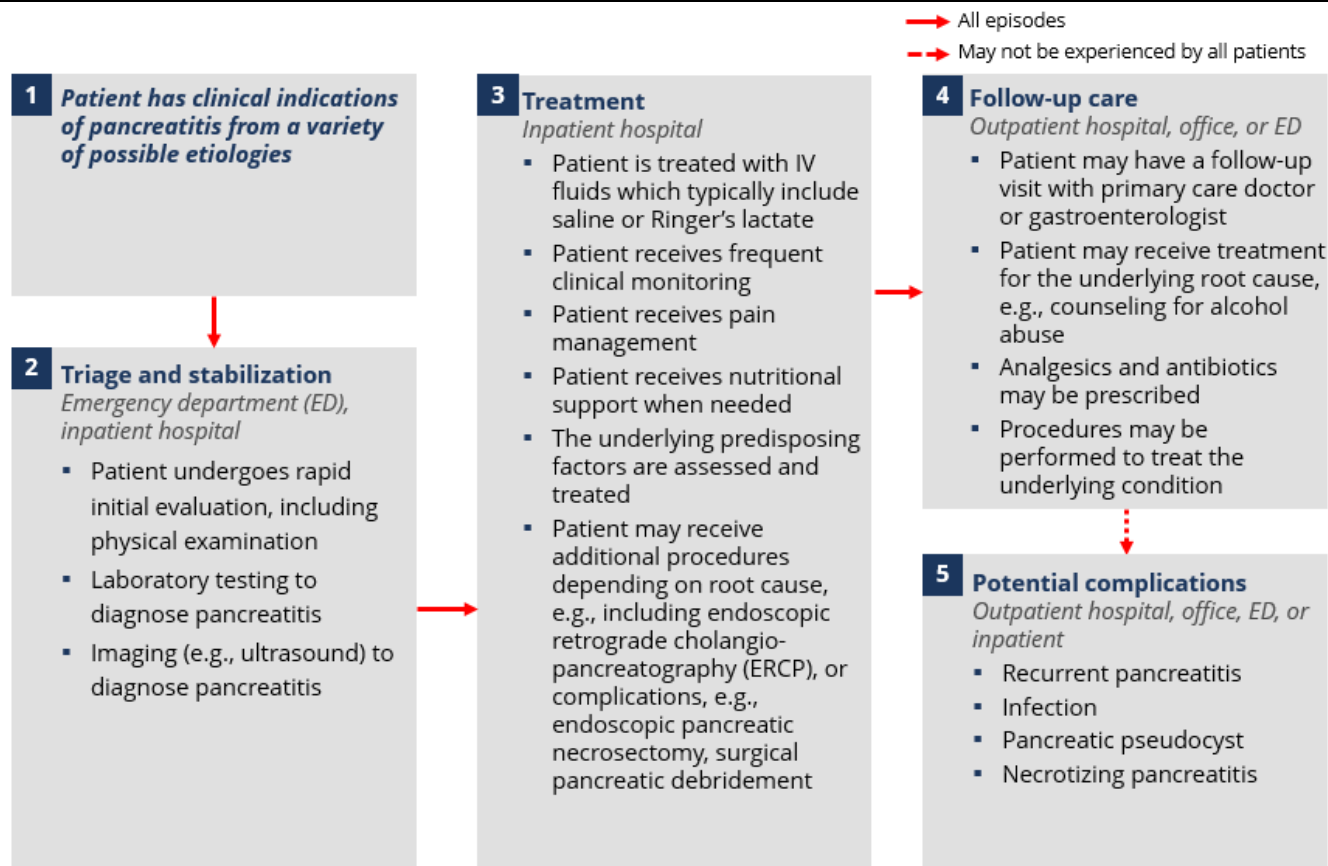 All episodes
May not be experienced by all patients
1
Patient has clinical indications
of pancreatitis from a variety
of possible etiologies
2
Triage and stabilization
Emergency department (ED),
inpatient hospital
▪ Patient undergoes rapid
initial evaluation, including
physical examination
▪ Laboratory testing to
diagnose pancreatitis
▪ Imaging (e.g., ultrasound) to
diagnose pancreatitis
3
Treatment
Inpatient hospital
▪ Patient is treated with IV
fluids which typically include
saline or Ringer's lactate
▪ Patient receives frequent
clinical monitoring
▪ Patient receives pain
management
▪ Patient receives nutritional
support when needed
▪ The underlying predisposing
factors are assessed and
treated
▪ Patient may receive
additional procedures
depending on root cause,
e.g., including endoscopic
retrograde cholangio-
pancreatography (ERCP), or
complications, e.g.,
endoscopic pancreatic
necrosectomy, surgical
pancreatic debridement
4
Follow-up care
Outpatient hospital, office, or ED
▪ Patient may have a follow-up
visit with primary care doctor
or gastroenterologist
▪ Patient may receive treatment
for the underlying root cause,
e.g., counseling for alcohol
abuse
▪ Analgesics and antibiotics
may be prescribed
▪ Procedures may be
performed to treat the
underlying condition
5
Potential complications
Outpatient hospital, office, ED, or
inpatient
▪ Recurrent pancreatitis
▪ Infection
▪ Pancreatic pseudocyst
▪ Necrotizing pancreatitis